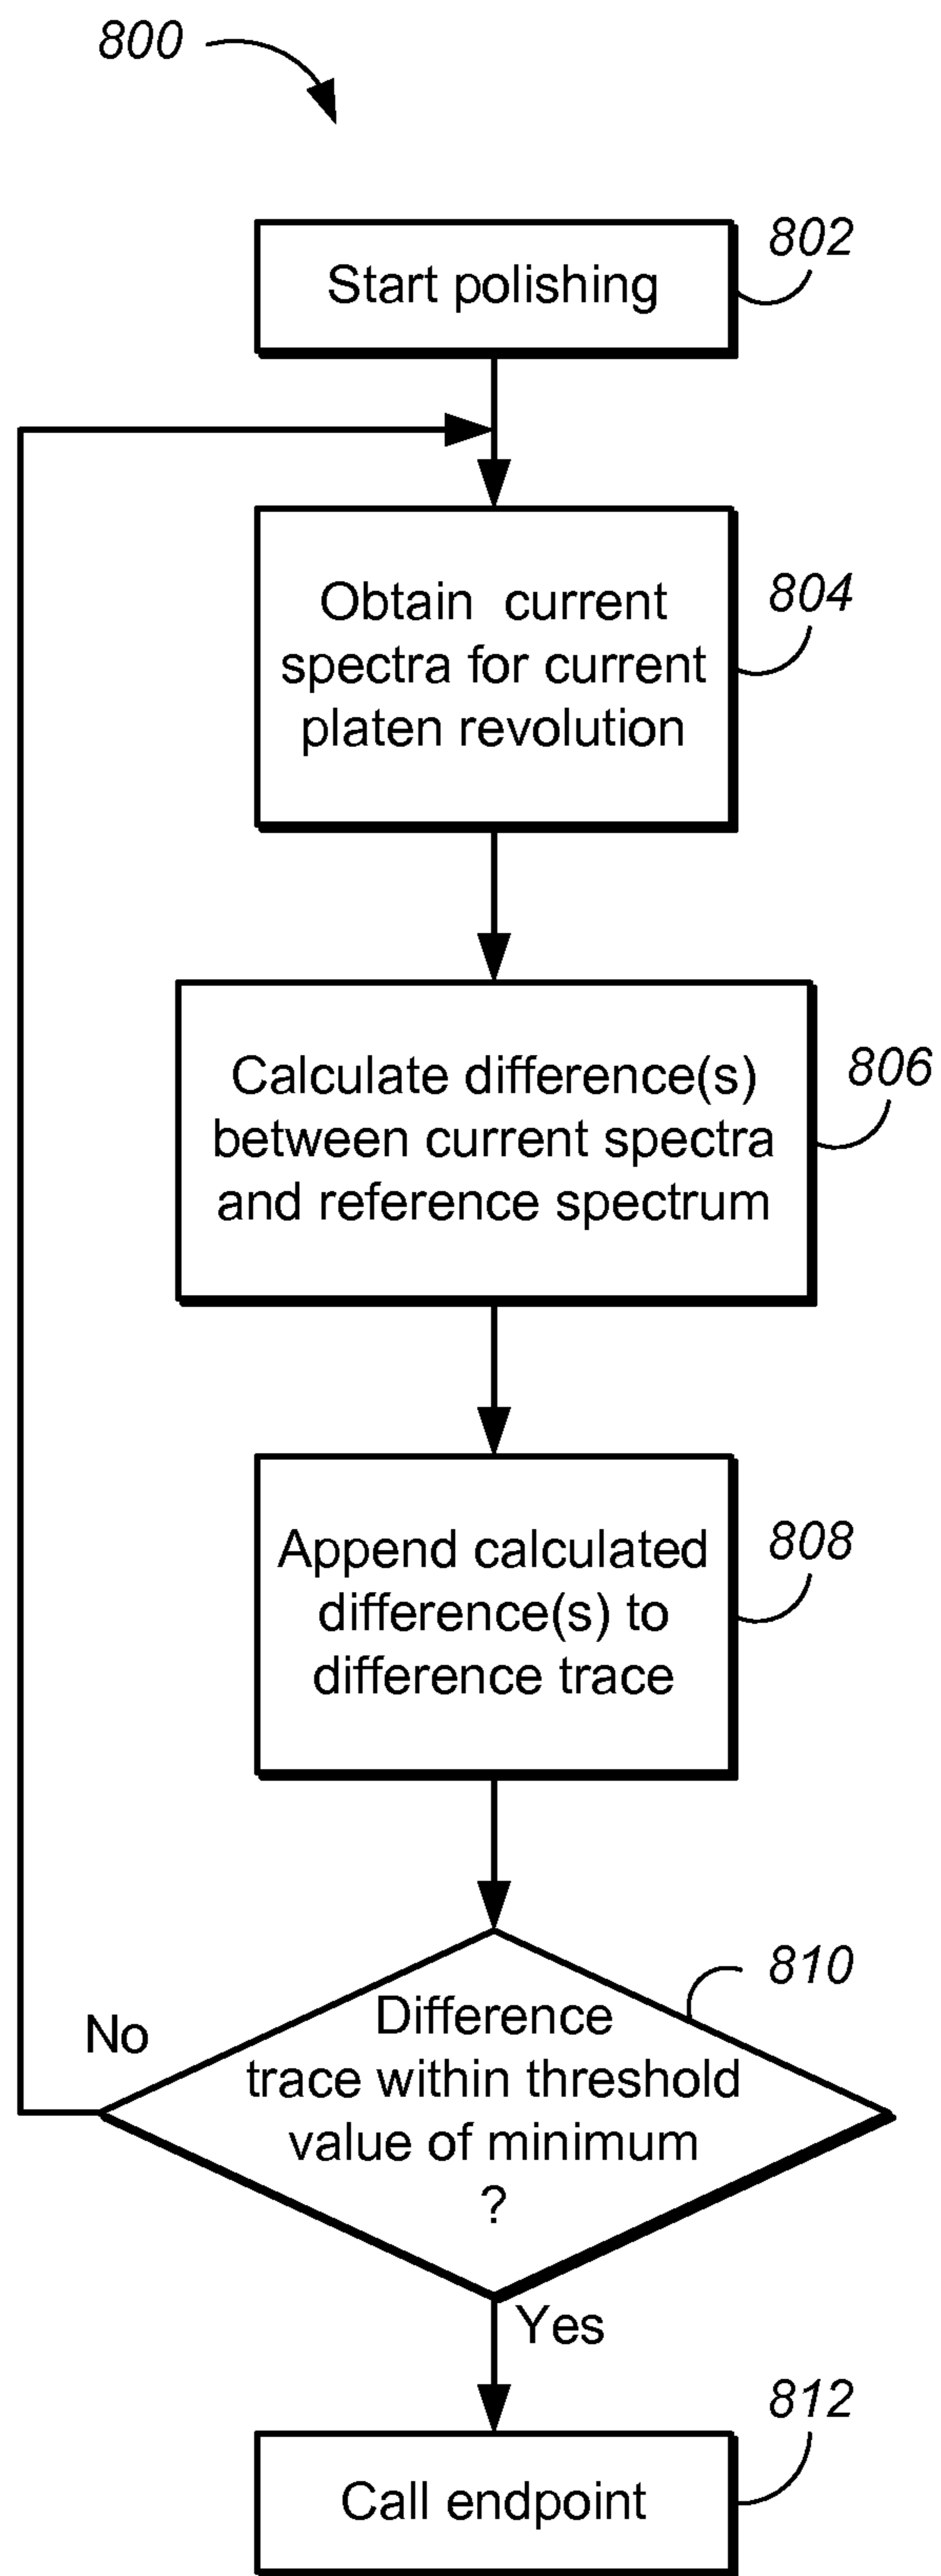 800
802
Start polishing
804
Obtain current
spectra for current
platen revolution
806
Calculate difference(s)
between current spectra
and reference spectrum
808
Append calculated
difference(s) to
difference trace
810
No
Difference
trace within threshold
value of minimum
?
Yes
812
Call endpoint